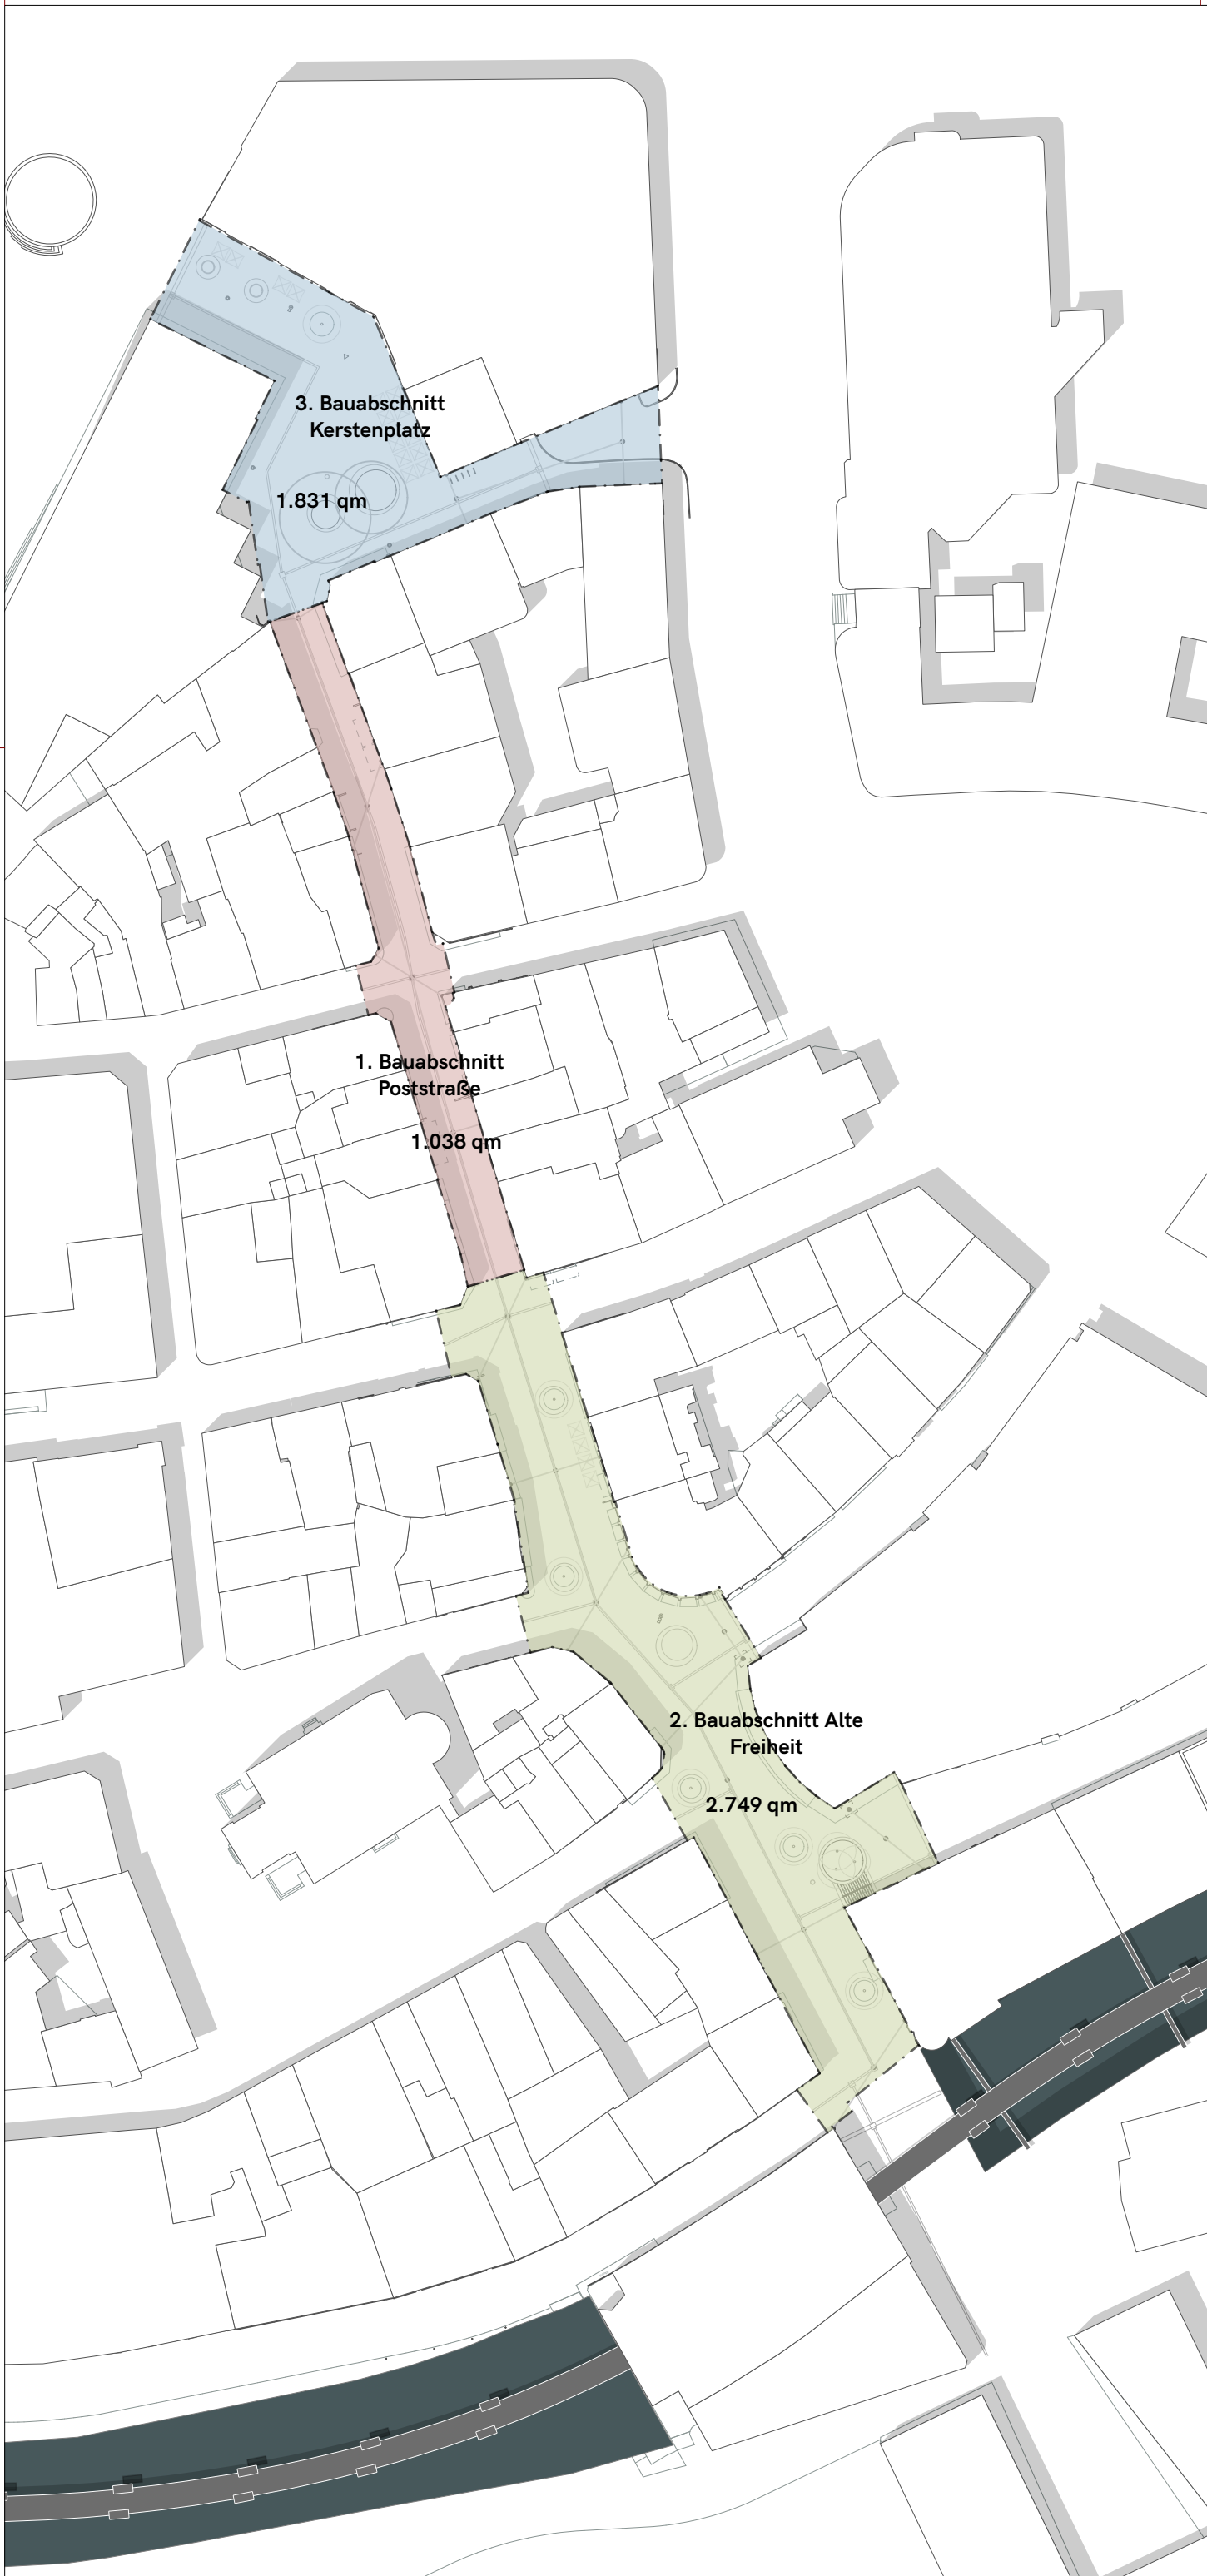 3. Bauabschnitt
Kerstenplatz
1.831 qm
1. Bauabschnitt
Poststraße
1.038 qm
2. Bauabschnitt Alte
Freiheit
2.749 qm